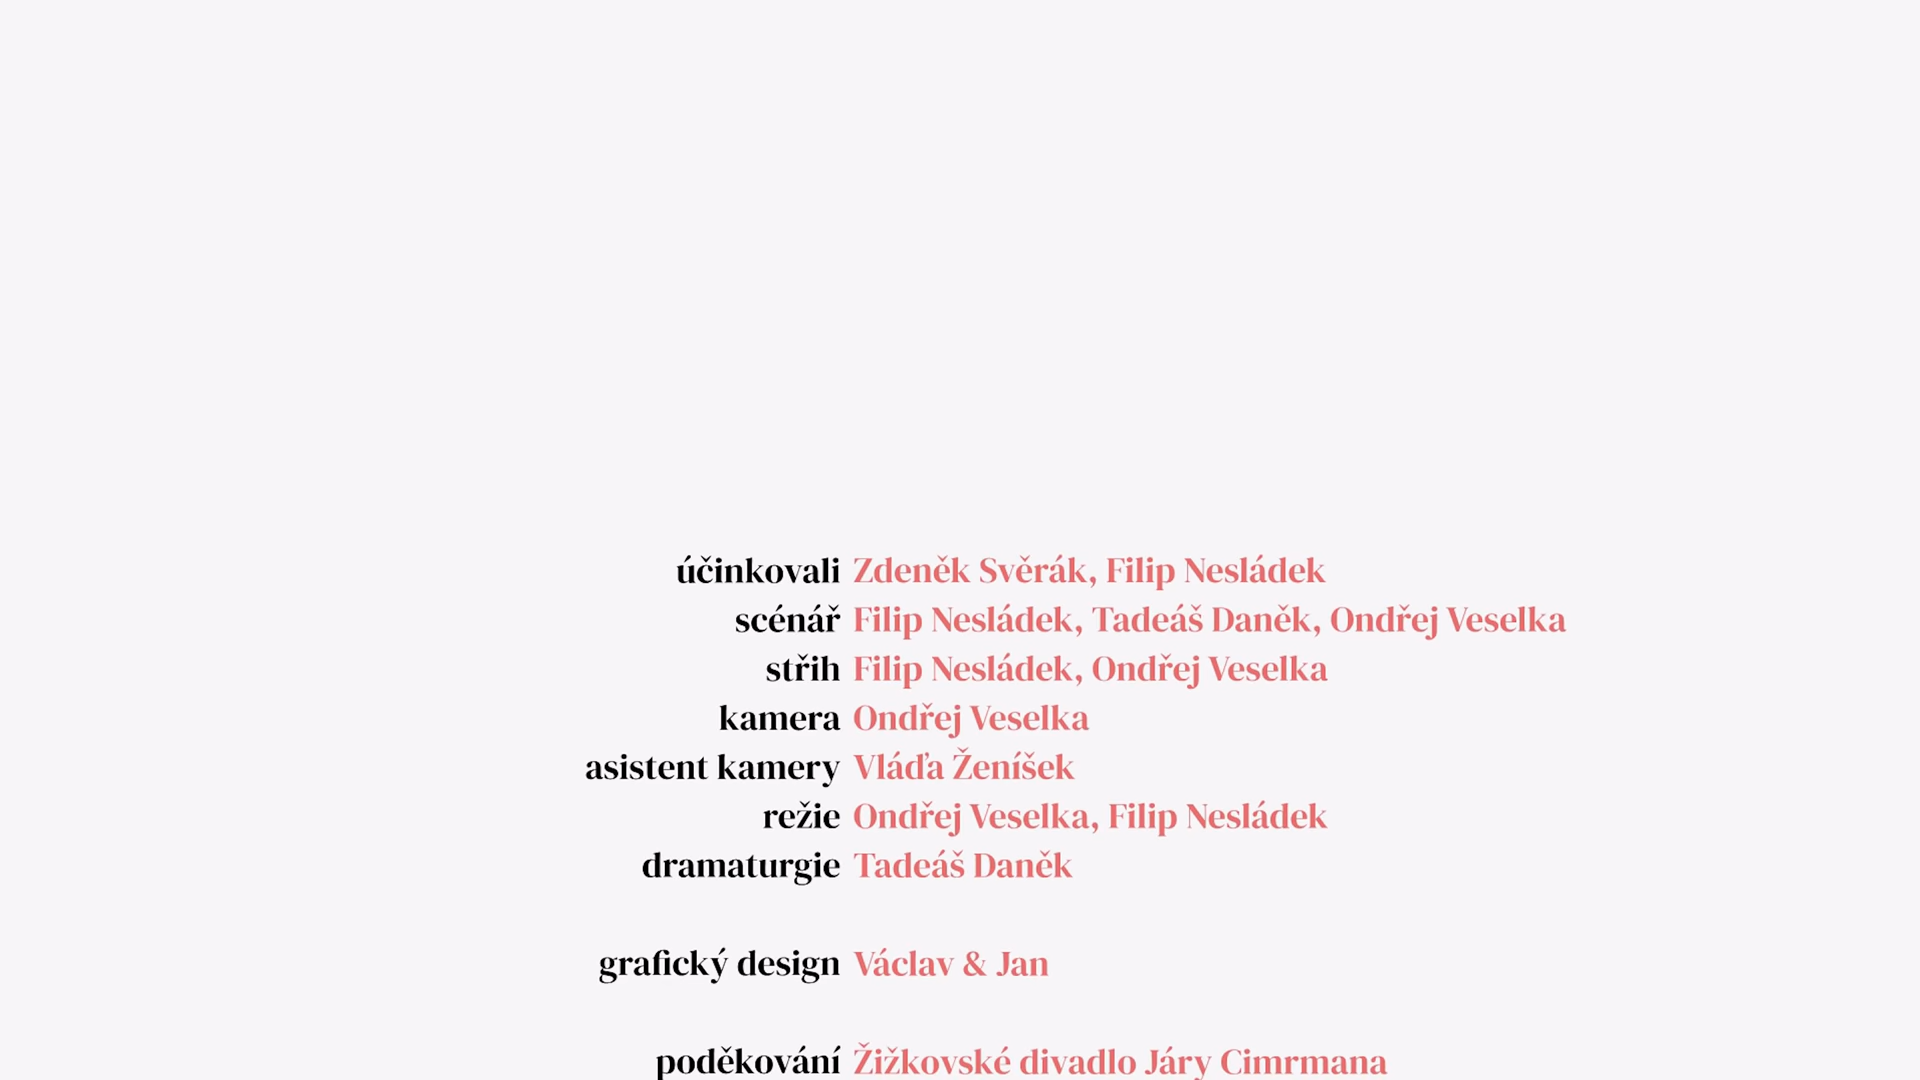 účinkovali Zdeněk Svěrák, Filip Nesládek
scénář Filip Nesládek, Tadeáš Daněk, Ondřej Veselka
střih Filip Nesládek, Ondřej Veselka
kamera Ondřej Veselka
asistent kamery Vláďa Ženíšek
režie Ondřej Veselka, Filip Nesládek
dramaturgie Tadeáš Daněk
grafický design Václav & Jan
poděkování Žižkovské divadlo Járy Cimrmana